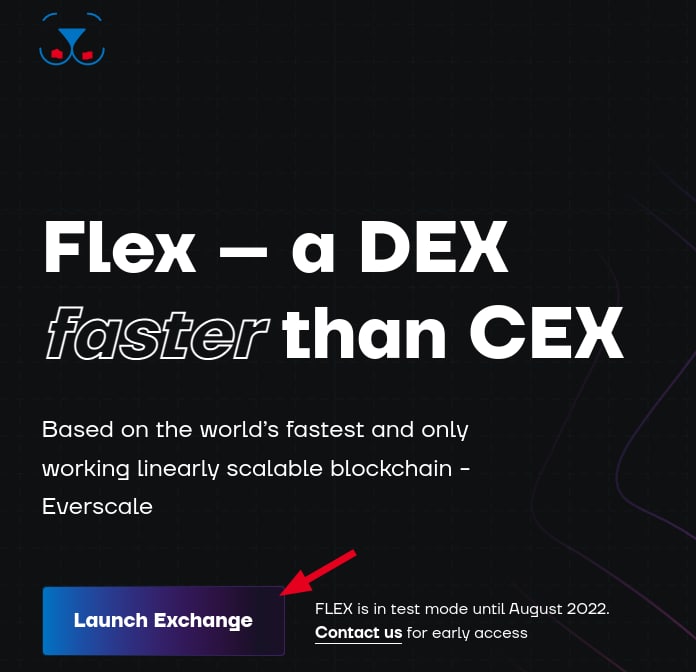 Flex — a DEX
faster than CEX
Based on the world's fastest and only
working linearly scalable blockchain –
Everscale
Launch Exchange
FLEX is in test mode until August 2022.
Contact us for early access